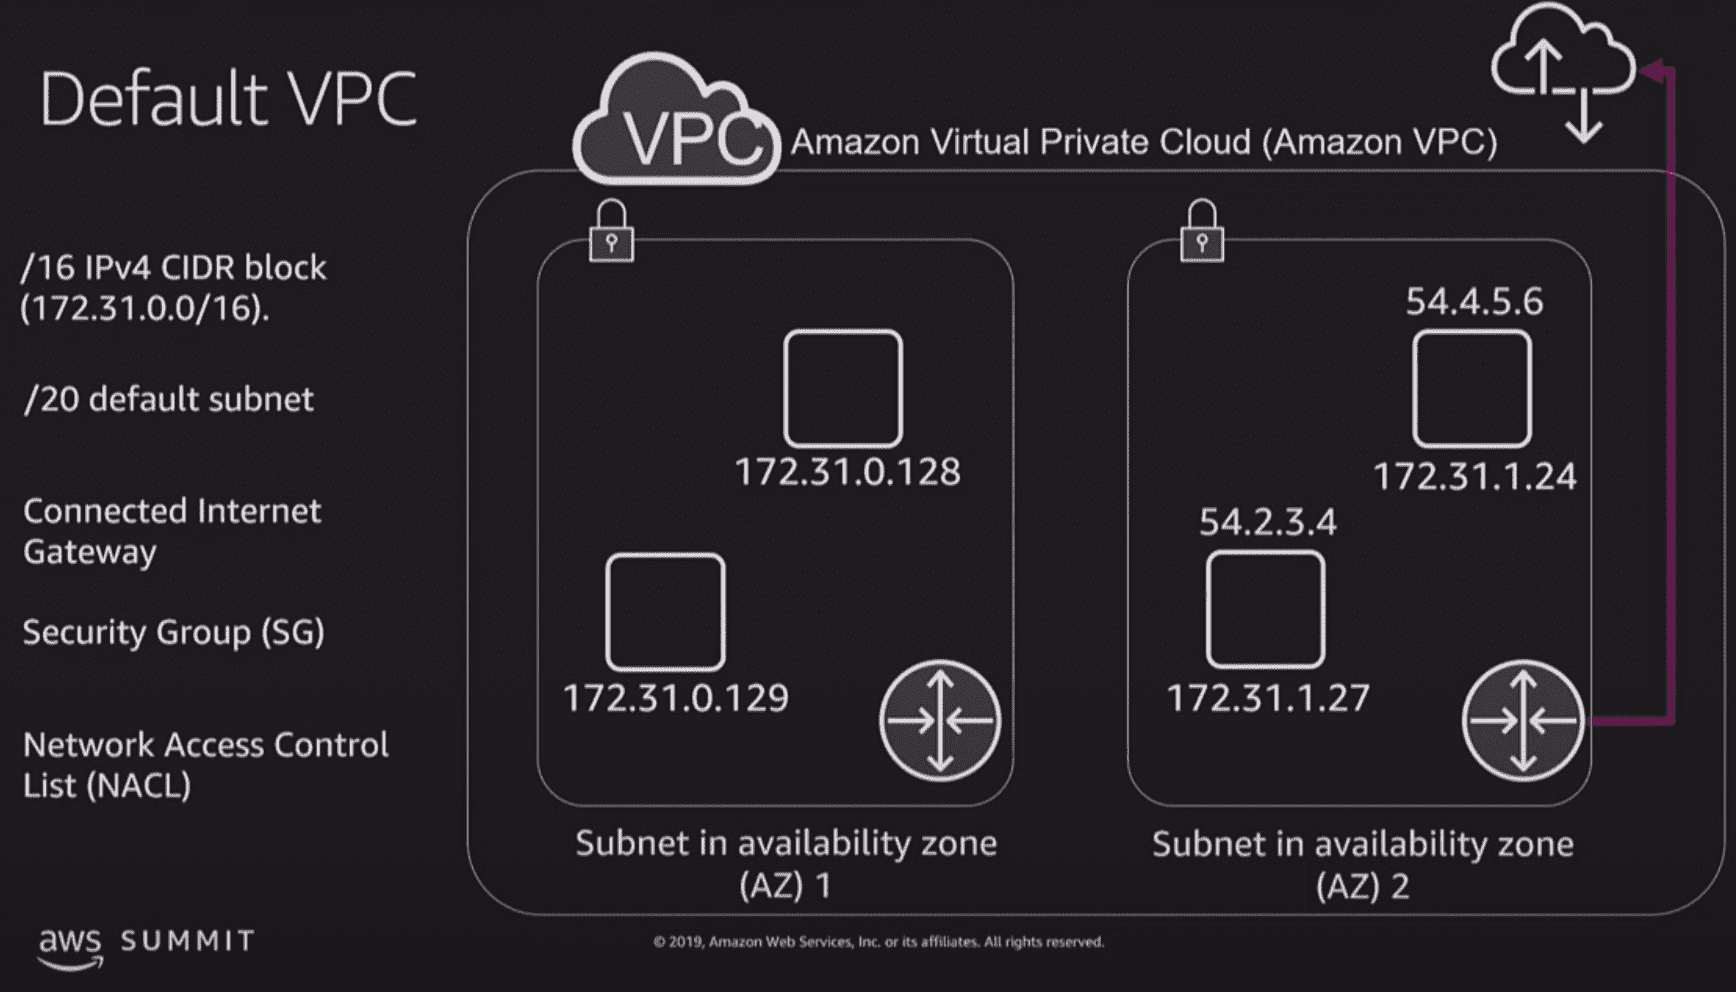 Default VPC
VPC
Amazon Virtual Private Cloud (Amazon VPC)
/16 IPv4 CIDR block
(172.31.0.0/16).
/20 default subnet
Connected Internet
Gateway
Security Group (SG)
Network Access Control
List (NACL)
172.31.0.128
172.31.0.129
Subnet in availability zone
(AZ) 1
54.4.5.6
172.31.1.24
54.2.3.4
172.31.1.27
Subnet in availability zone
(AZ) 2
aws SUMMIT
© 2019, Amazon Web Services, Inc. or its affiliates. All rights reserved.